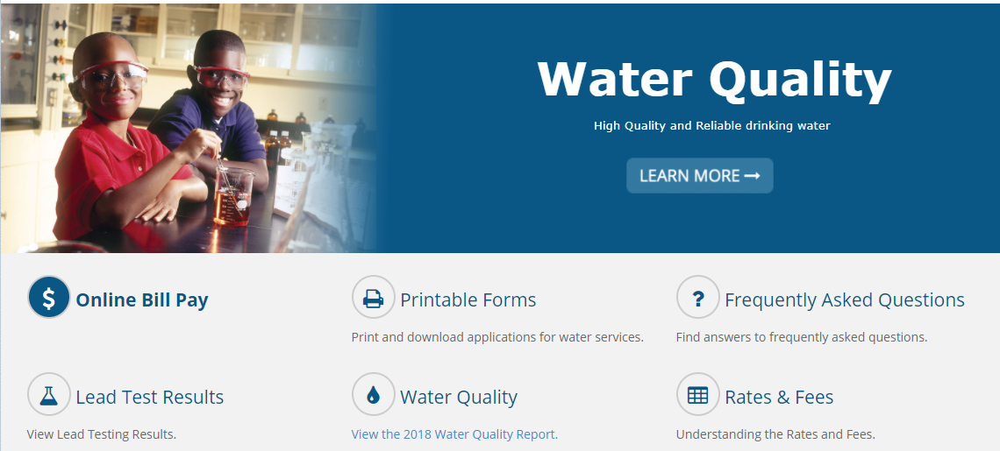 Water Quality
High Quality and Reliable drinking water
LEARN MORE
Online Bill Pay
Printable Forms
Print and download applications for water services.
Frequently Asked Questions
Find answers to frequently asked questions.
Lead Test Results
View Lead Testing Results.
Water Quality
View the 2018 Water Quality Report.
Rates & Fees
Understanding the Rates and Fees.